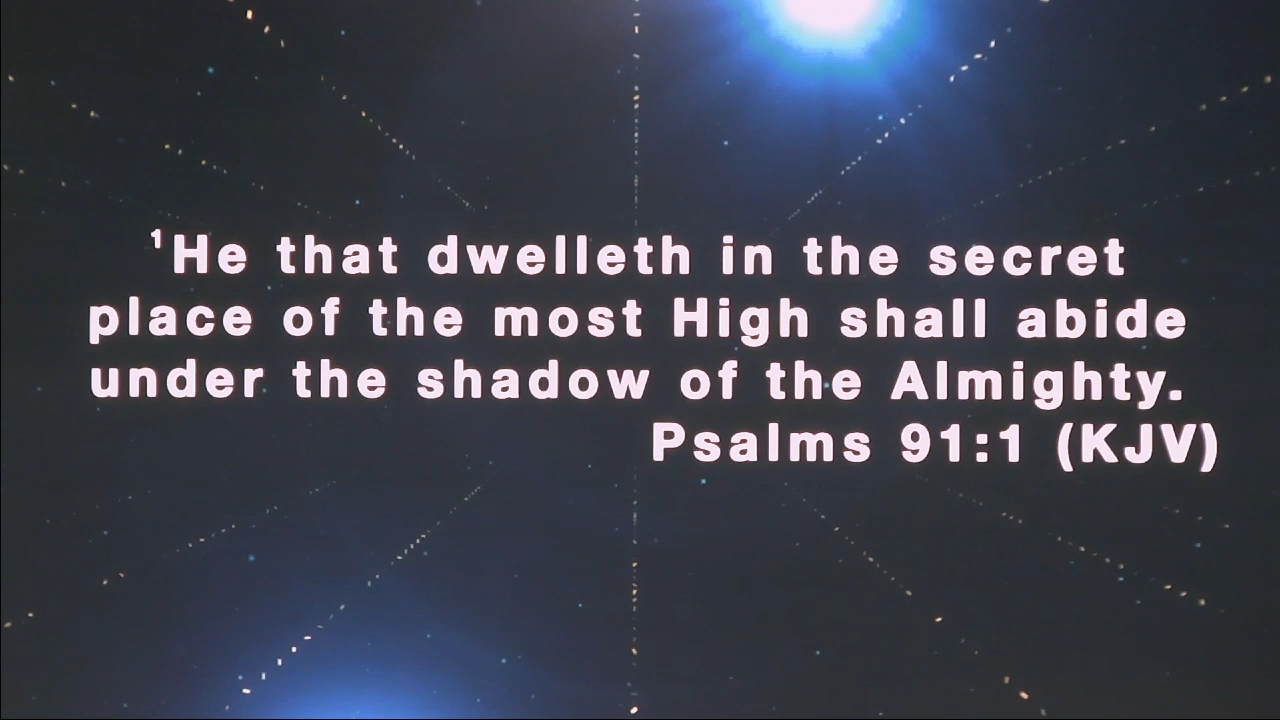 ¹He that dwelleth in the secret
place of the most High shall abide
under the shadow of the Almighty.
Psalms 91:1 (KJV)